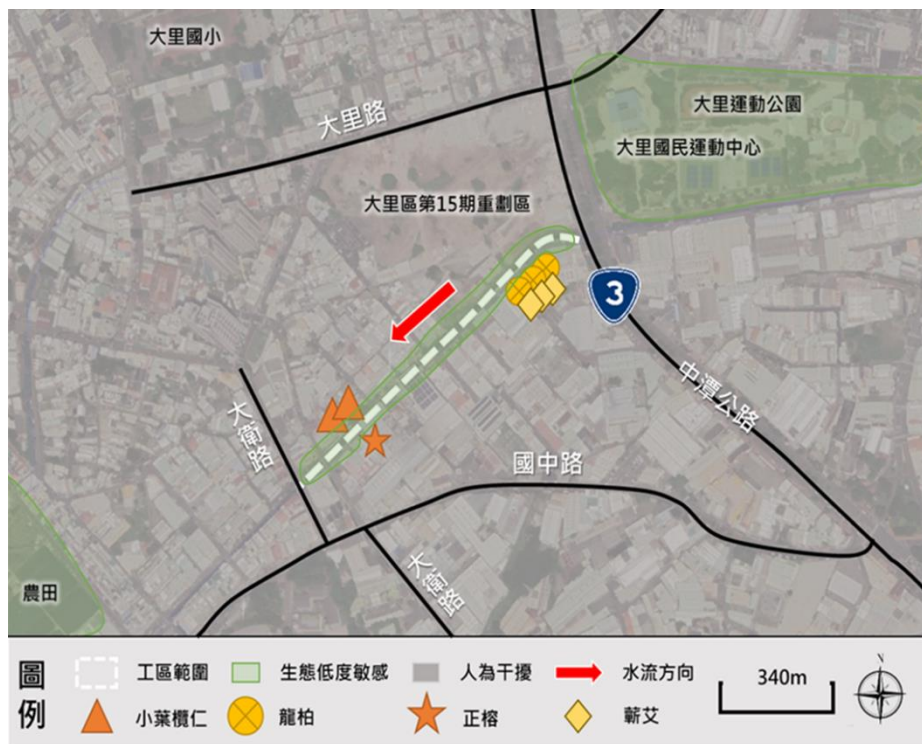 大里國小
大里運動公園
大里路
大里國民運動中心
大里區第15期重劃區
3
中潭公路
大衛路
國中路
大衛路
農田
N
圖例
工區範圍
生態低度敏感
人為干擾
水流方向
340m
小葉欖仁
龍柏
正榕
蘄艾